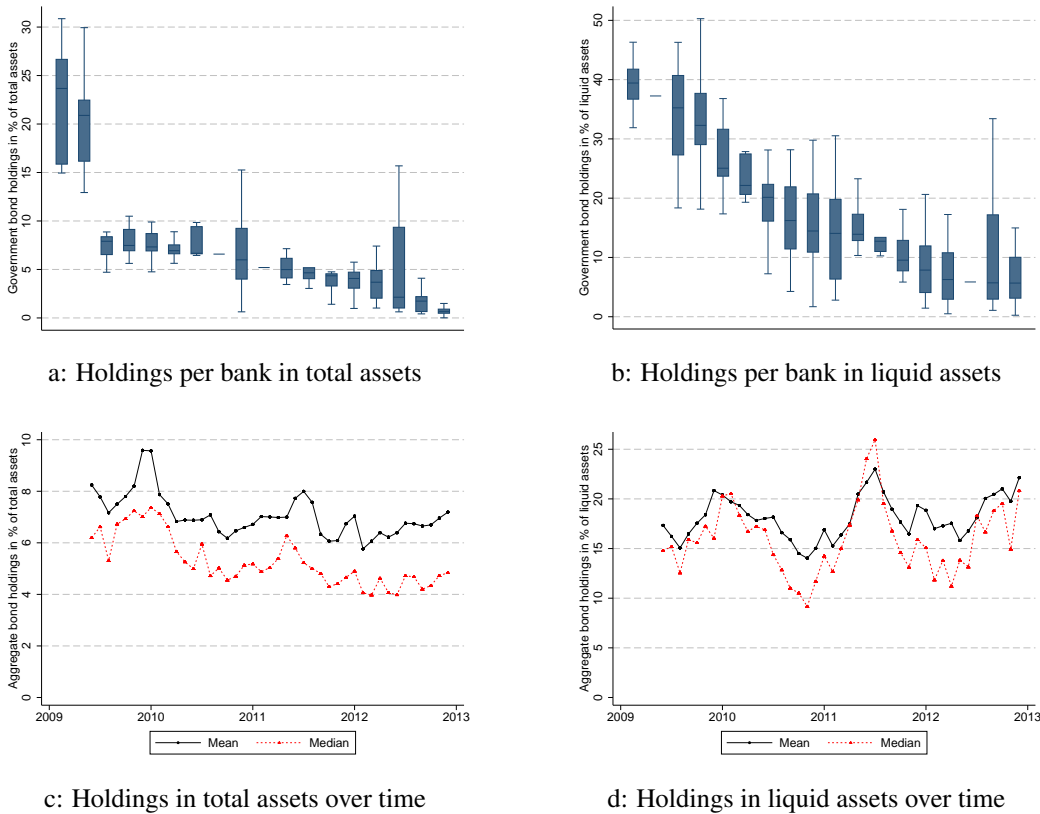 Government bond holdings in % of total assets
30
25
20
15
10
5
0
a: Holdings per bank in total assets
Government bond holdings in % of liquid assets
50
40
30
20
10
0
b: Holdings per bank in liquid assets
Aggregate bond holdings in % of total assets
10
8
6
4
2
0
2009 2010 2011 2012 2013
Mean Median
c: Holdings in total assets over time
Aggregate bond holdings in % of liquid assets
25
20
15
10
5
0
2009 2010 2011 2012 2013
Mean Median
d: Holdings in liquid assets over time